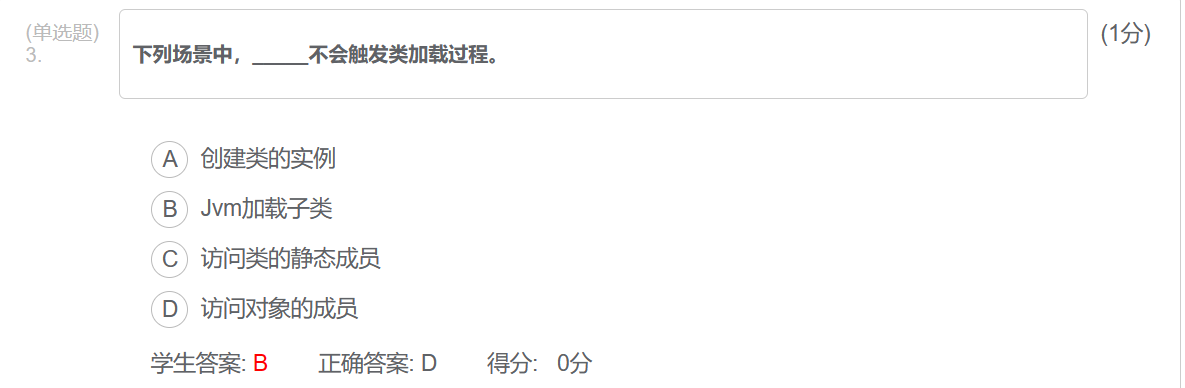 (单选题) 下列场景中，______不会触发类加载过程。 (1分)
3.
A 创建类的实例
B Jvm加载子类
C 访问类的静态成员
D 访问对象的成员
学生答案: B 正确答案: D 得分: 0分